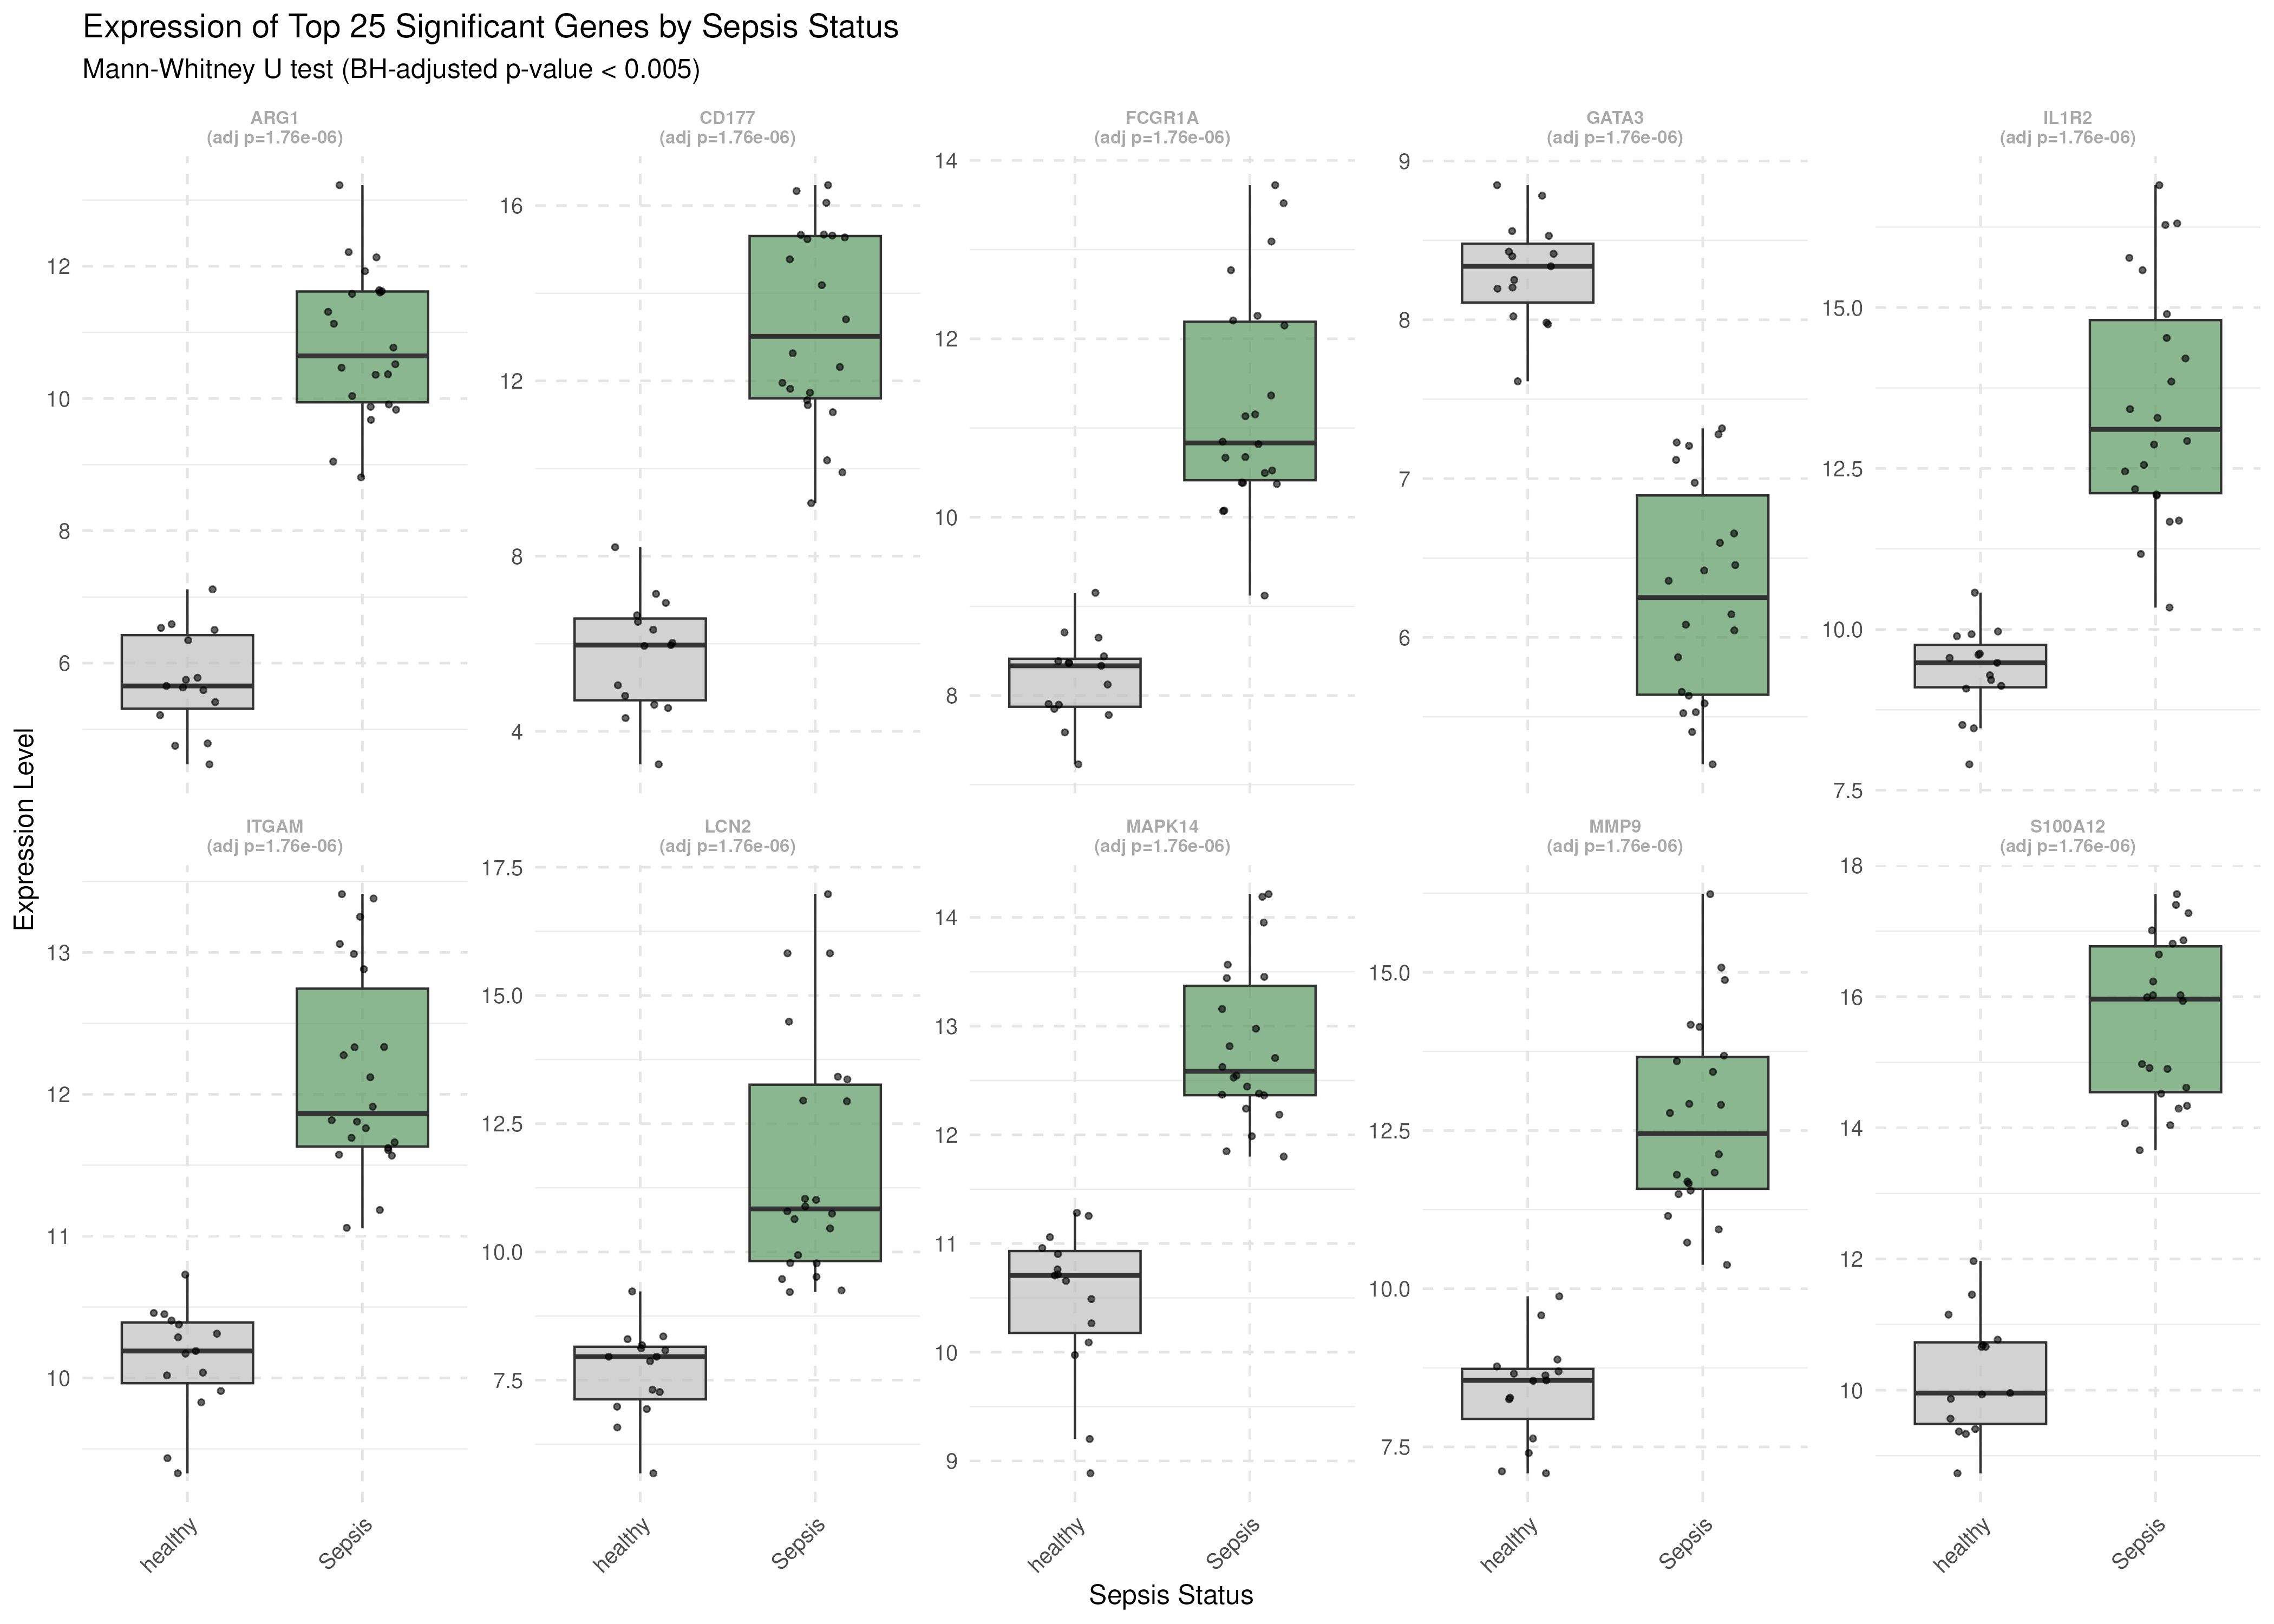 Expression of Top 25 Significant Genes by Sepsis Status
Mann-Whitney U test (BH-adjusted p-value < 0.005)
ARG1
(adj p=1.76e-06)
12
10
8
6
CD177
(adj p=1.76e-06)
16
12
8
4
FCGR1A
(adj p=1.76e-06)
14
12
10
8
GATA3
(adj p=1.76e-06)
9
8
7
6
IL1R2
(adj p=1.76e-06)
15.0
12.5
10.0
7.5
Expression Level
ITGAM
(adj p=1.76e-06)
13
12
11
10
healthy
Sepsis
LCN2
(adj p=1.76e-06)
17.5
15.0
12.5
10.0
7.5
healthy
Sepsis
MAPK14
(adj p=1.76e-06)
14
13
12
11
10
9
healthy
Sepsis
MMP9
(adj p=1.76e-06)
15.0
12.5
10.0
7.5
healthy
Sepsis
S100A12
(adj p=1.76e-06)
18
16
14
12
10
healthy
Sepsis
Sepsis Status